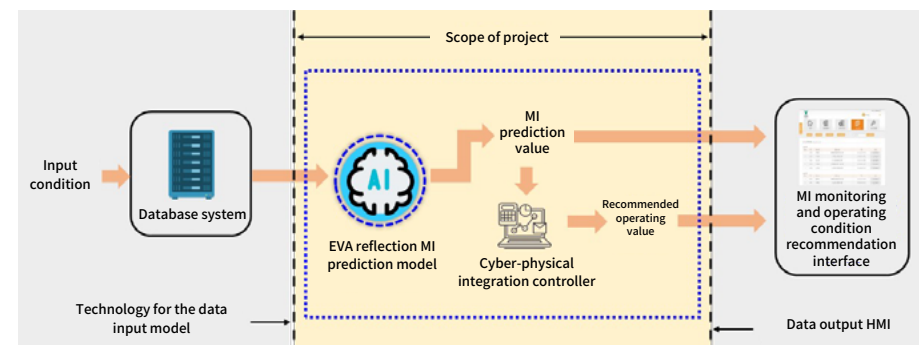 Scope of project
Input
condition
Database system
AI
EVA reflection MI
prediction model
MI
prediction
value
Cyber-physical
integration controller
Recommended
operating
value
MI monitoring
and operating
condition
recommendation
interface
Technology for the data
input model
Data output HMI